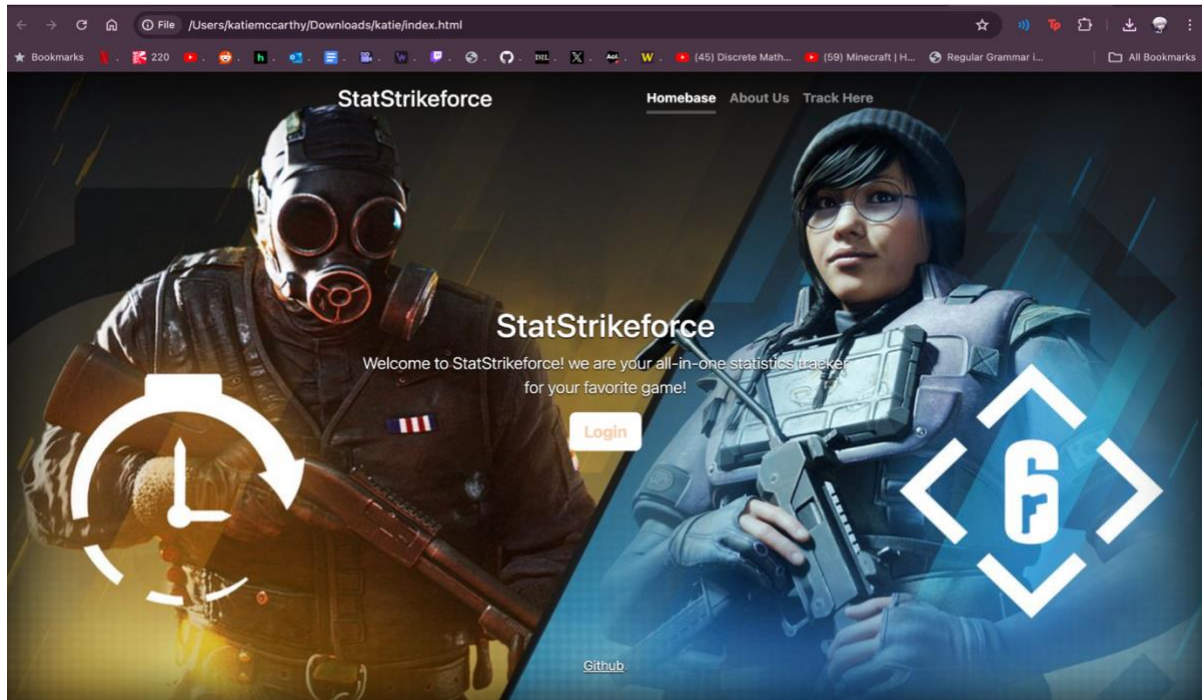 File /Users/katiemccarthy/Downloads/katie/index.html
Bookmarks 220 (45) Discrete Math... (59) Minecraft | H... Regular Grammar i... All Bookmarks
StatStrikeforce Homebase About Us Track Here
StatStrikeforce
Welcome to StatStrikeforce! we are your all-in-one statistics tracker
for your favorite game!
Login
6
Github.